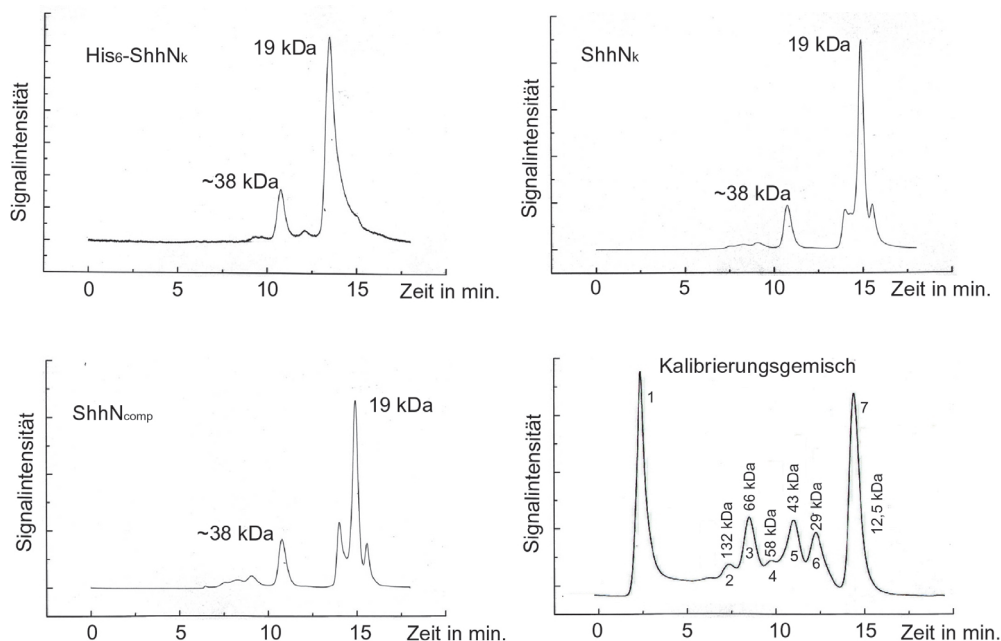 His6-ShhNk
19 kDa
~38 kDa
Signalintensität
0 5 10 15 Zeit in min.
ShhNk
19 kDa
~38 kDa
Signalintensität
0 5 10 15 Zeit in min.
ShhNcomp
19 kDa
~38 kDa
Signalintensität
0 5 10 15 Zeit in min.
Kalibrierungsgemisch
Signalintensität
1
132 kDa
2
66 kDa
3
58 kDa
4
43 kDa
5
29 kDa
6
7
12,5 kDa
0 5 10 15 Zeit in min.